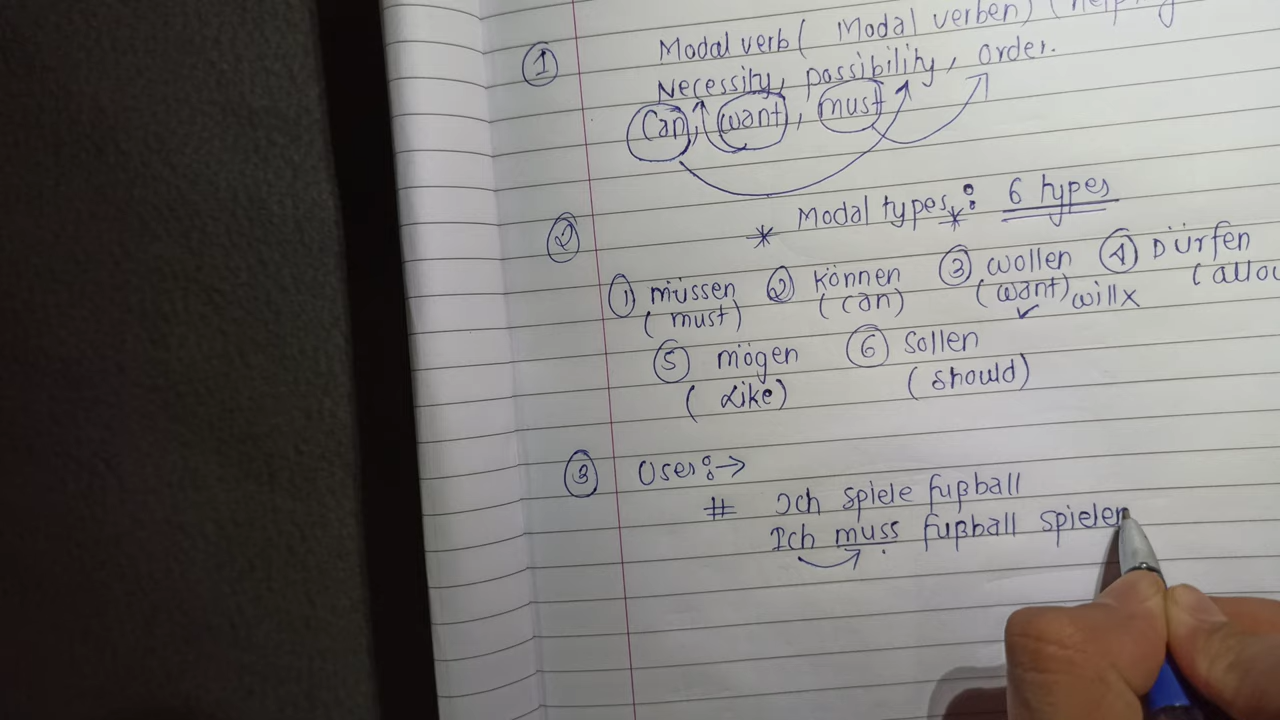 ① Modal verb ( Modal verben) (
Necessity, possibility, order.
Can, want, must
② * Modal types *: 6 types
① müssen ② können ③ wollen ④ Dürfen
( must) (can) (want) willx
⑤ mögen ⑥ sollen
( Like) ( should)
③ Uses:→
# Ich spiele fußball
Ich muss fußball spielen